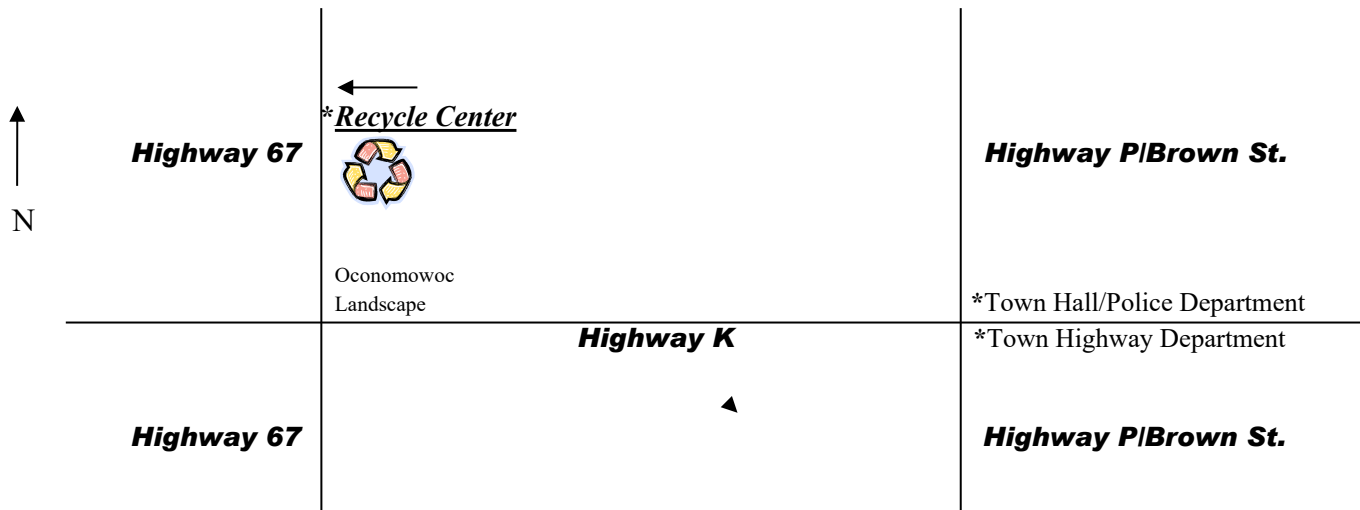 *Recycle Center
Highway 67
Highway P/Brown St.
N
Oconomowoc
Landscape
*Town Hall/Police Department
Highway K
*Town Highway Department
Highway 67
Highway P/Brown St.